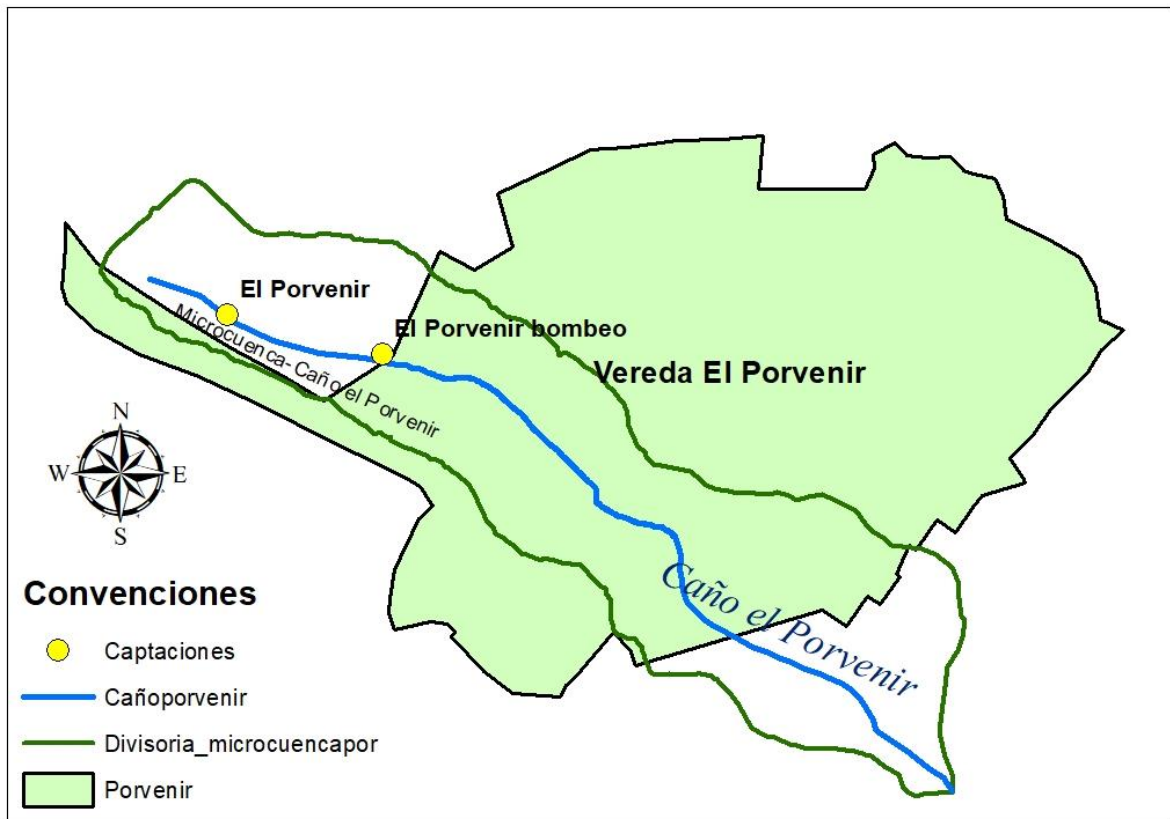 El Porvenir
El Porvenir bombeo
Microcuenca- Caño el Porvenir
Vereda El Porvenir
N
W E
S
Caño el Porvenir
Convenciones
Captaciones
Cañoporvenir
Divisoria_microcuencapor
Porvenir